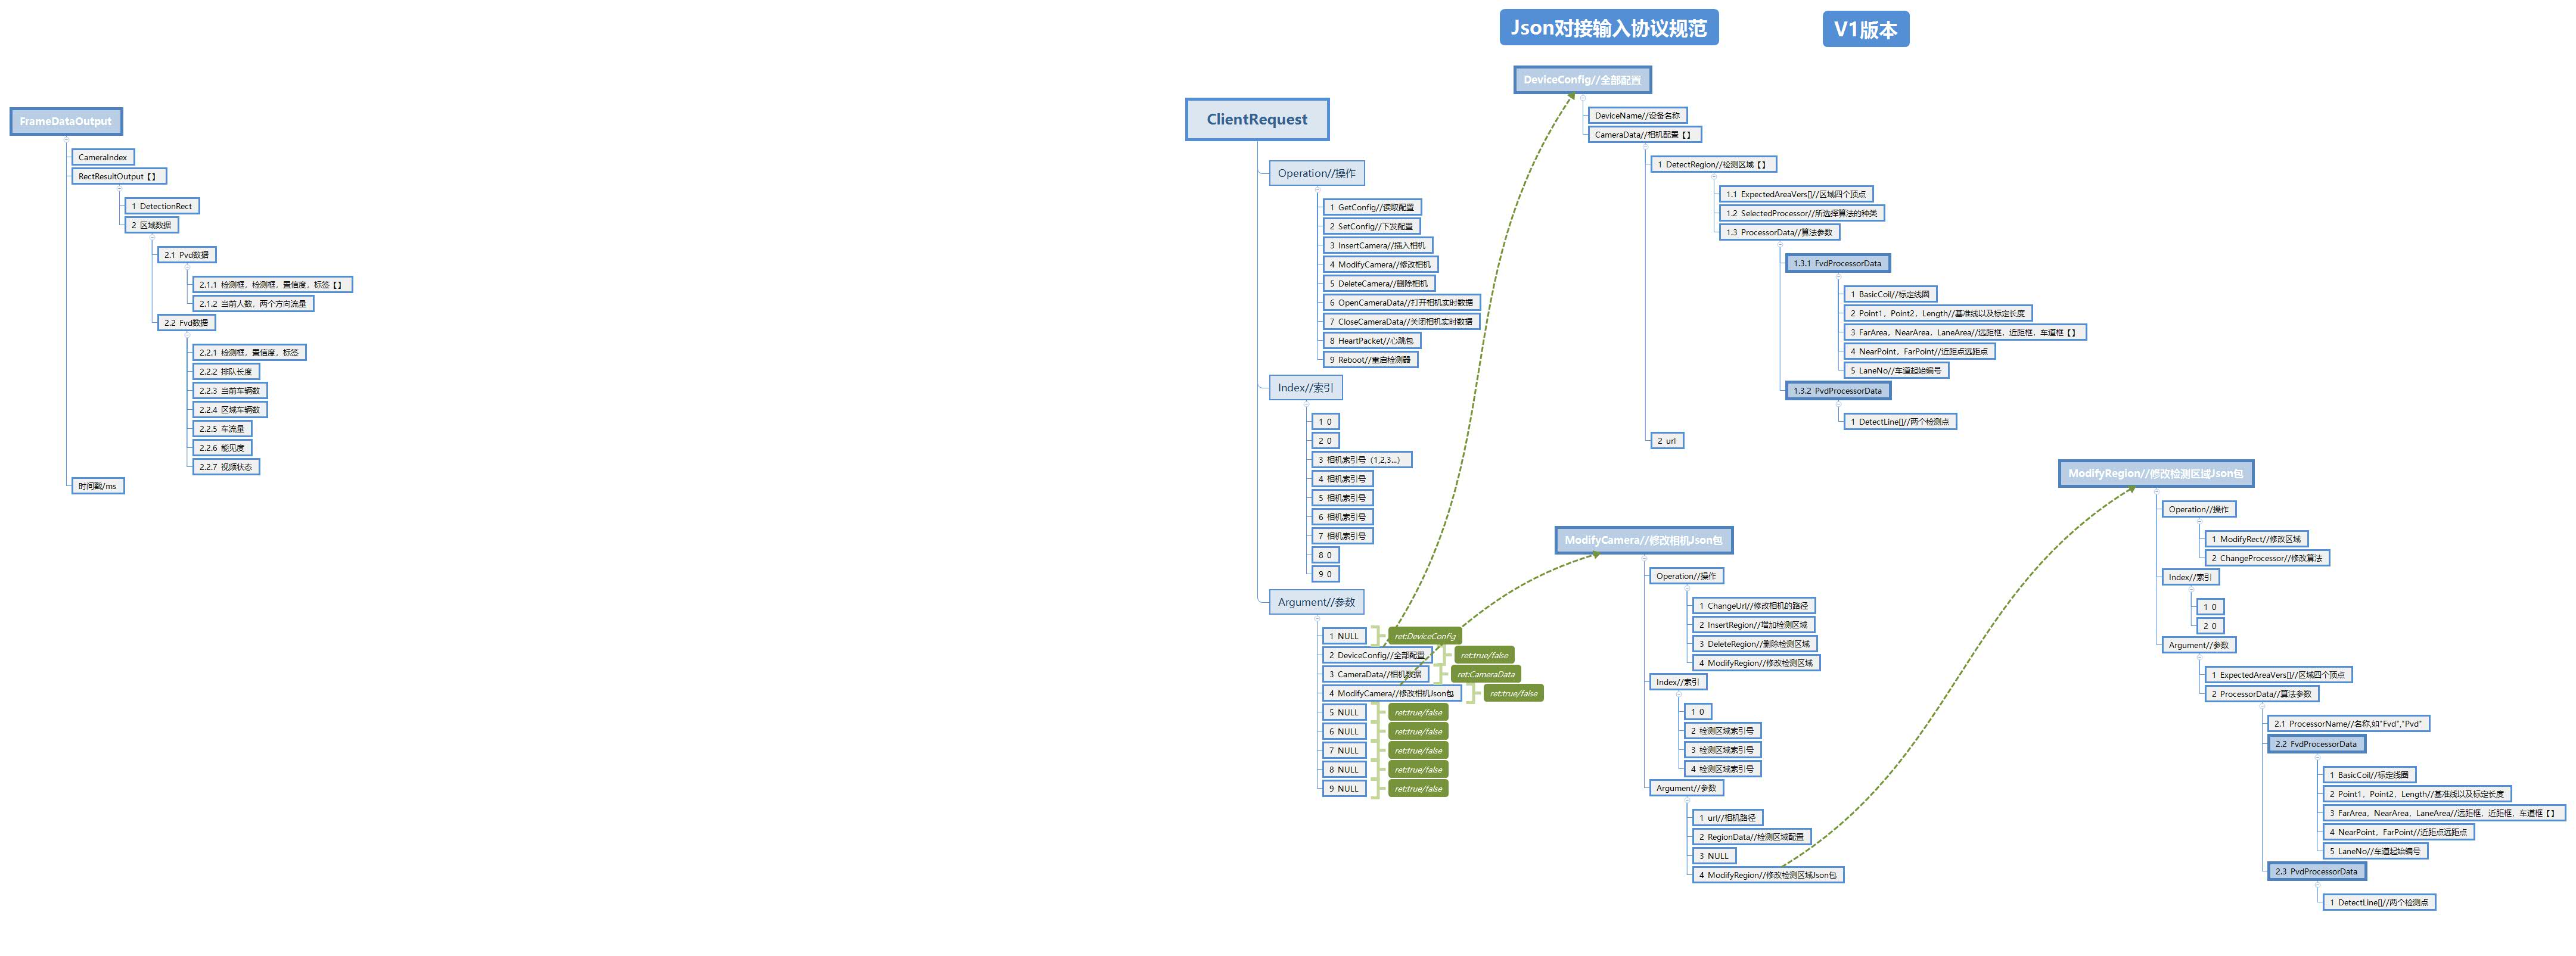 Json对接输入协议规范
V1版本
FrameDataOutput
CameraIndex
RectResultOutput【】
1 DetectionRect
2 区域数据
2.1 Pvd数据
2.1.1 检测框，检测框，置信度，标签【】
2.1.2 当前人数，两个方向流量
2.2 Fvd数据
2.2.1 检测框，置信度，标签
2.2.2 排队长度
2.2.3 当前车辆数
2.2.4 区域车辆数
2.2.5 车流量
2.2.6 能见度
2.2.7 视频状态
时间戳/ms
ClientRequest
Operation//操作
1 GetConfig//读取配置
2 SetConfig//下发配置
3 InsertCamera//插入相机
4 ModifyCamera//修改相机
5 DeleteCamera//删除相机
6 OpenCameraData//打开相机实时数据
7 CloseCameraData//关闭相机实时数据
8 HeartPacket//心跳包
9 Reboot//重启检测器
Index//索引
1 0
2 0
3 相机索引号（1,2,3...）
4 相机索引号
5 相机索引号
6 相机索引号
7 相机索引号
8 0
9 0
Argument//参数
1 NULL
ret:DeviceConfig
2 DeviceConfig//全部配置
ret:true/false
3 CameraData//相机数据
ret:CameraData
4 ModifyCamera//修改相机Json包
ret:true/false
5 NULL
ret:true/false
6 NULL
ret:true/false
7 NULL
ret:true/false
8 NULL
ret:true/false
9 NULL
ret:true/false
DeviceConfig//全部配置
DeviceName//设备名称
CameraData//相机配置【】
1 DetectRegion//检测区域【】
1.1 ExpectedAreaVers[]//区域四个顶点
1.2 SelectedProcessor//所选择算法的种类
1.3 ProcessorData//算法参数
1.3.1 FvdProcessorData
1 BasicCoil//标定线圈
2 Point1，Point2，Length//基准线以及标定长度
3 FarArea，NearArea，LaneArea//远距框，近距框，车道框【】
4 NearPoint，FarPoint//近距点远距点
5 LaneNo//车道起始编号
1.3.2 PvdProcessorData
1 DetectLine[]//两个检测点
2 url
ModifyCamera//修改相机Json包
Operation//操作
1 ChangeUrl//修改相机的路径
2 InsertRegion//增加检测区域
3 DeleteRegion//删除检测区域
4 ModifyRegion//修改检测区域
Index//索引
1 0
2 检测区域索引号
3 检测区域索引号
4 检测区域索引号
Argument//参数
1 url//相机路径
2 RegionData//检测区域配置
3 NULL
4 ModifyRegion//修改检测区域Json包
ModifyRegion//修改检测区域Json包
Operation//操作
1 ModifyRect//修改区域
2 ChangeProcessor//修改算法
Index//索引
1 0
2 0
Argument//参数
1 ExpectedAreaVers[]//区域四个顶点
2 ProcessorData//算法参数
2.1 ProcessorName//名称,如"Fvd","Pvd"
2.2 FvdProcessorData
1 BasicCoil//标定线圈
2 Point1，Point2，Length//基准线以及标定长度
3 FarArea，NearArea，LaneArea//远距框，近距框，车道框【】
4 NearPoint，FarPoint//近距点远距点
5 LaneNo//车道起始编号
2.3 PvdProcessorData
1 DetectLine[]//两个检测点